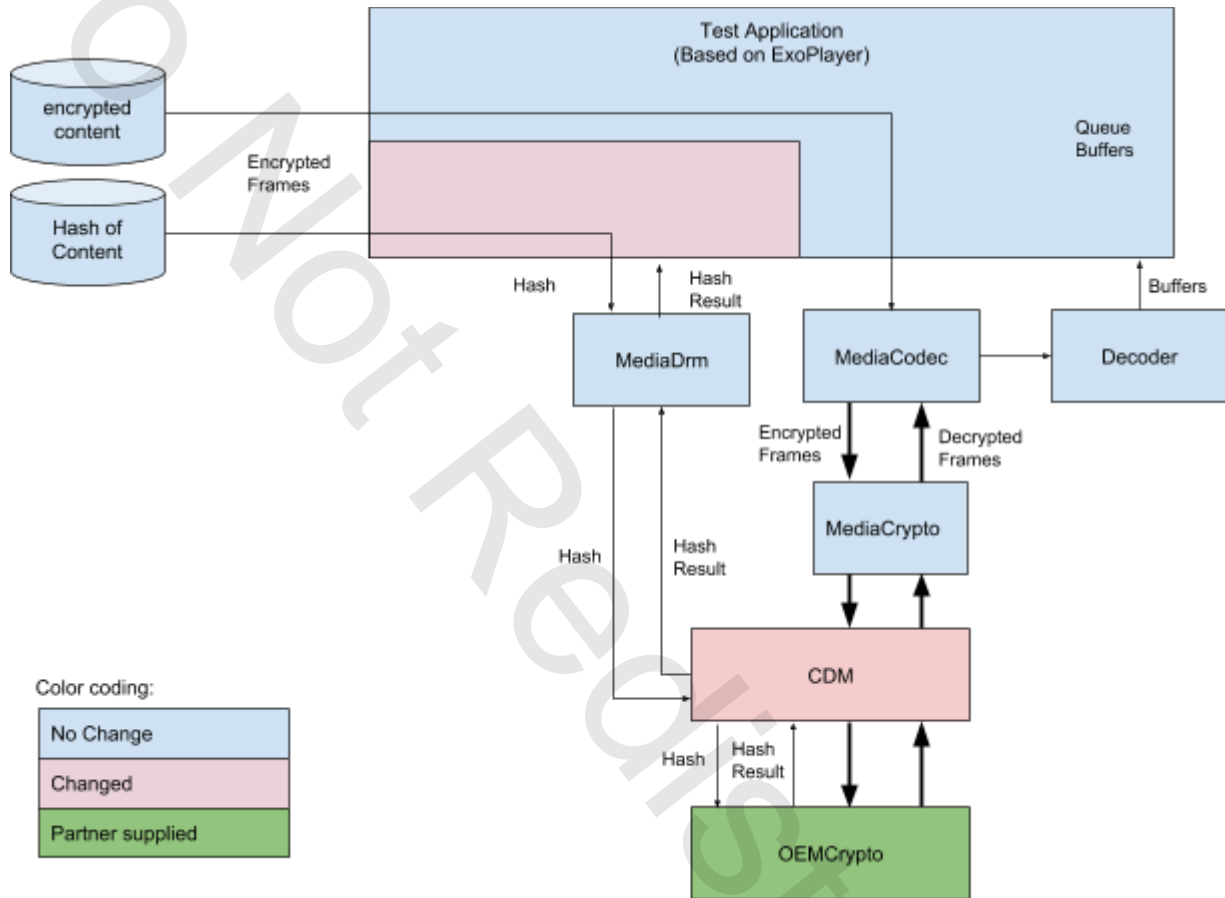 Test Application
(Based on ExoPlayer)
encrypted
content
Queue
Buffers
Encrypted
Frames
Hash of
Content
Hash
Hash
Result
Buffers
MediaDrm
MediaCodec
Decoder
Encrypted
Frames
Decrypted
Frames
MediaCrypto
Hash
Hash
Result
CDM
Color coding:
No Change
Changed
Partner supplied
Hash
Hash
Result
OEMCrypto
o Not Redist